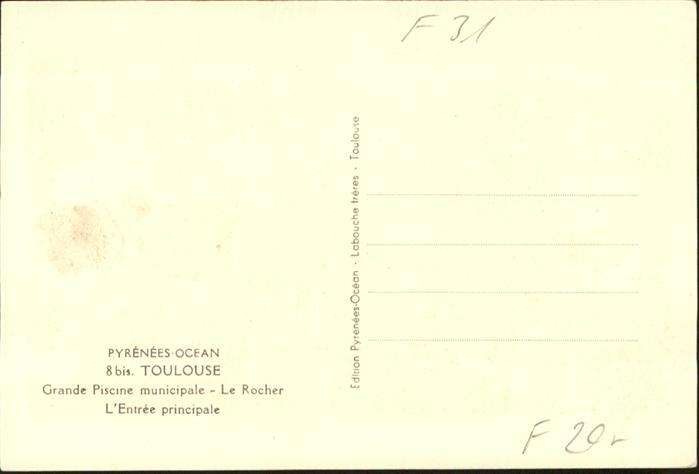 F 31
Edition Pyrénées-Océan - Labouche frères - Toulouse
PYRÉNÉES-OCEAN
8 bis. TOULOUSE
Grande Piscine municipale - Le Rocher
L'Entrée principale
F 20